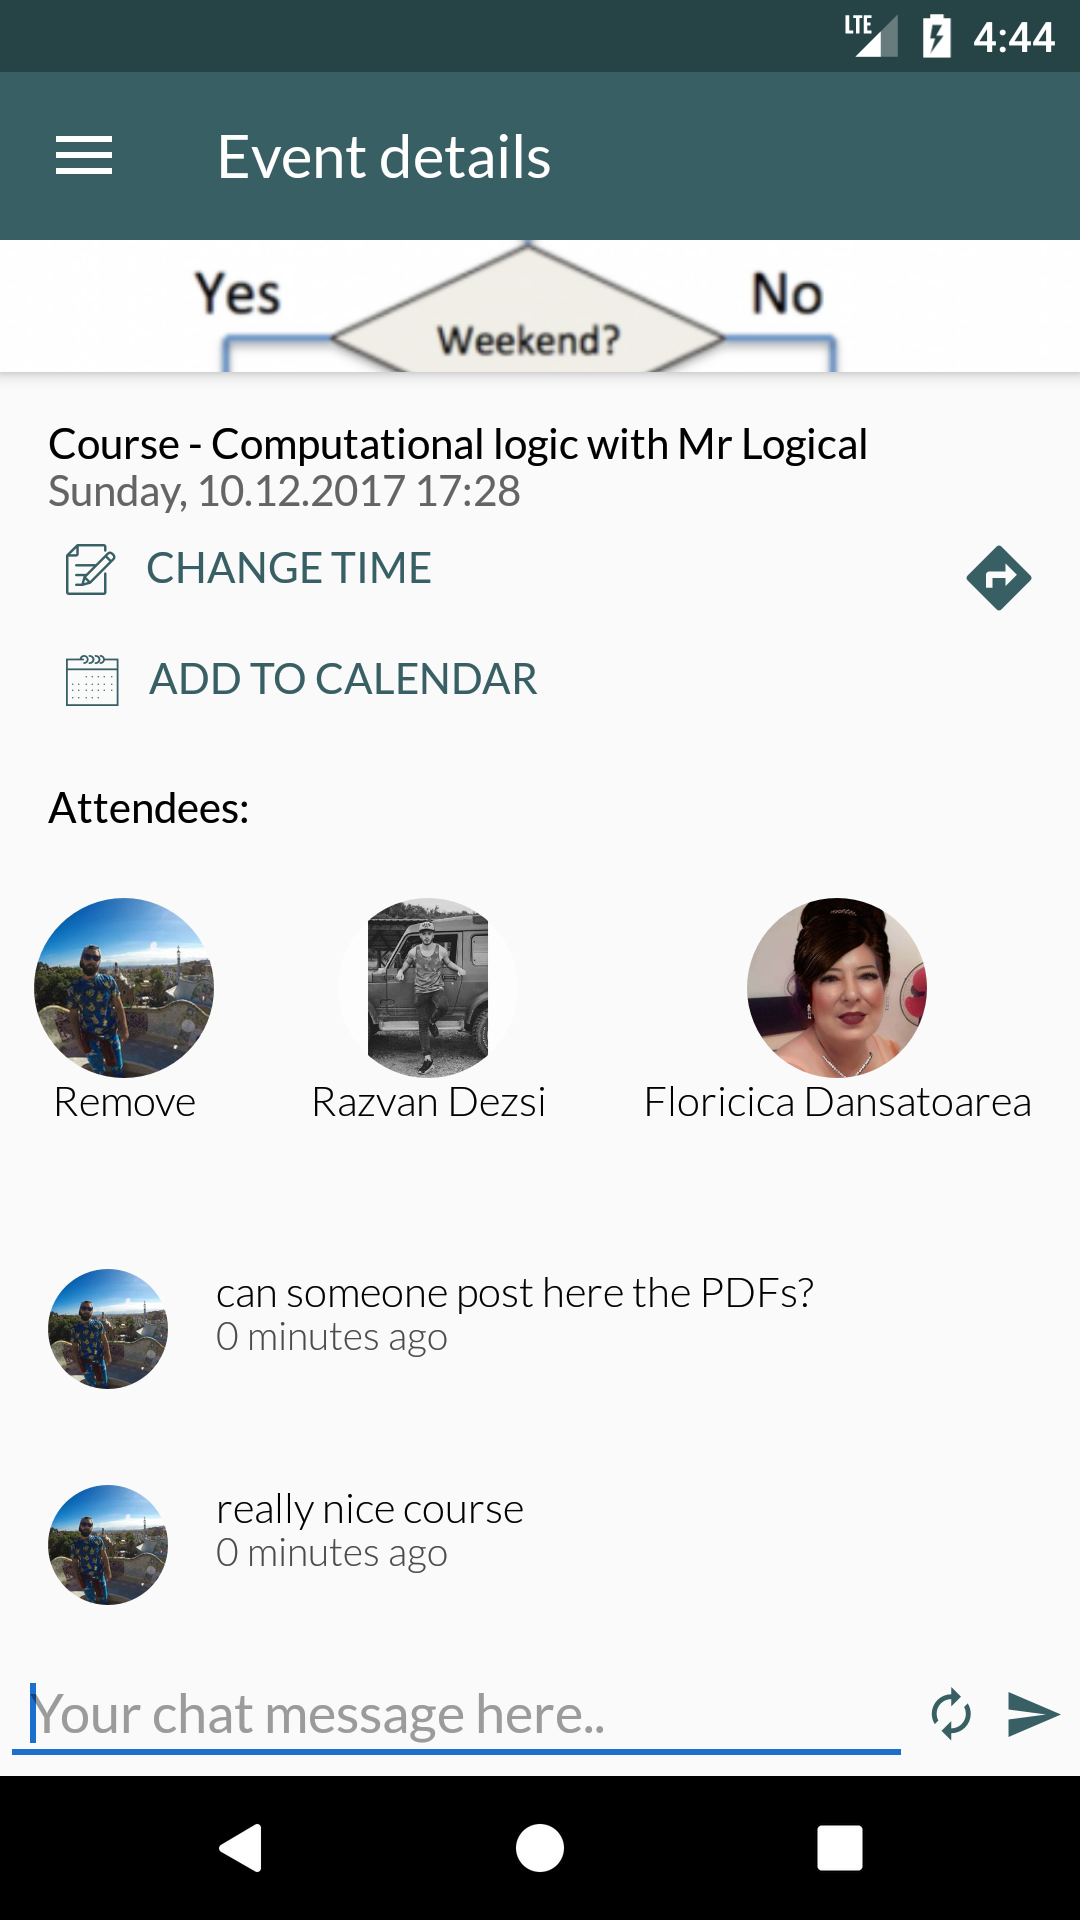 LTE 4:44
Event details
Yes
No
Weekend?
Course - Computational logic with Mr Logical
Sunday, 10.12.2017 17:28
CHANGE TIME
ADD TO CALENDAR
Attendees:
Remove
Razvan Dezsi
Floricica Dansatoarea
can someone post here the PDFs?
0 minutes ago
really nice course
0 minutes ago
Your chat message here..